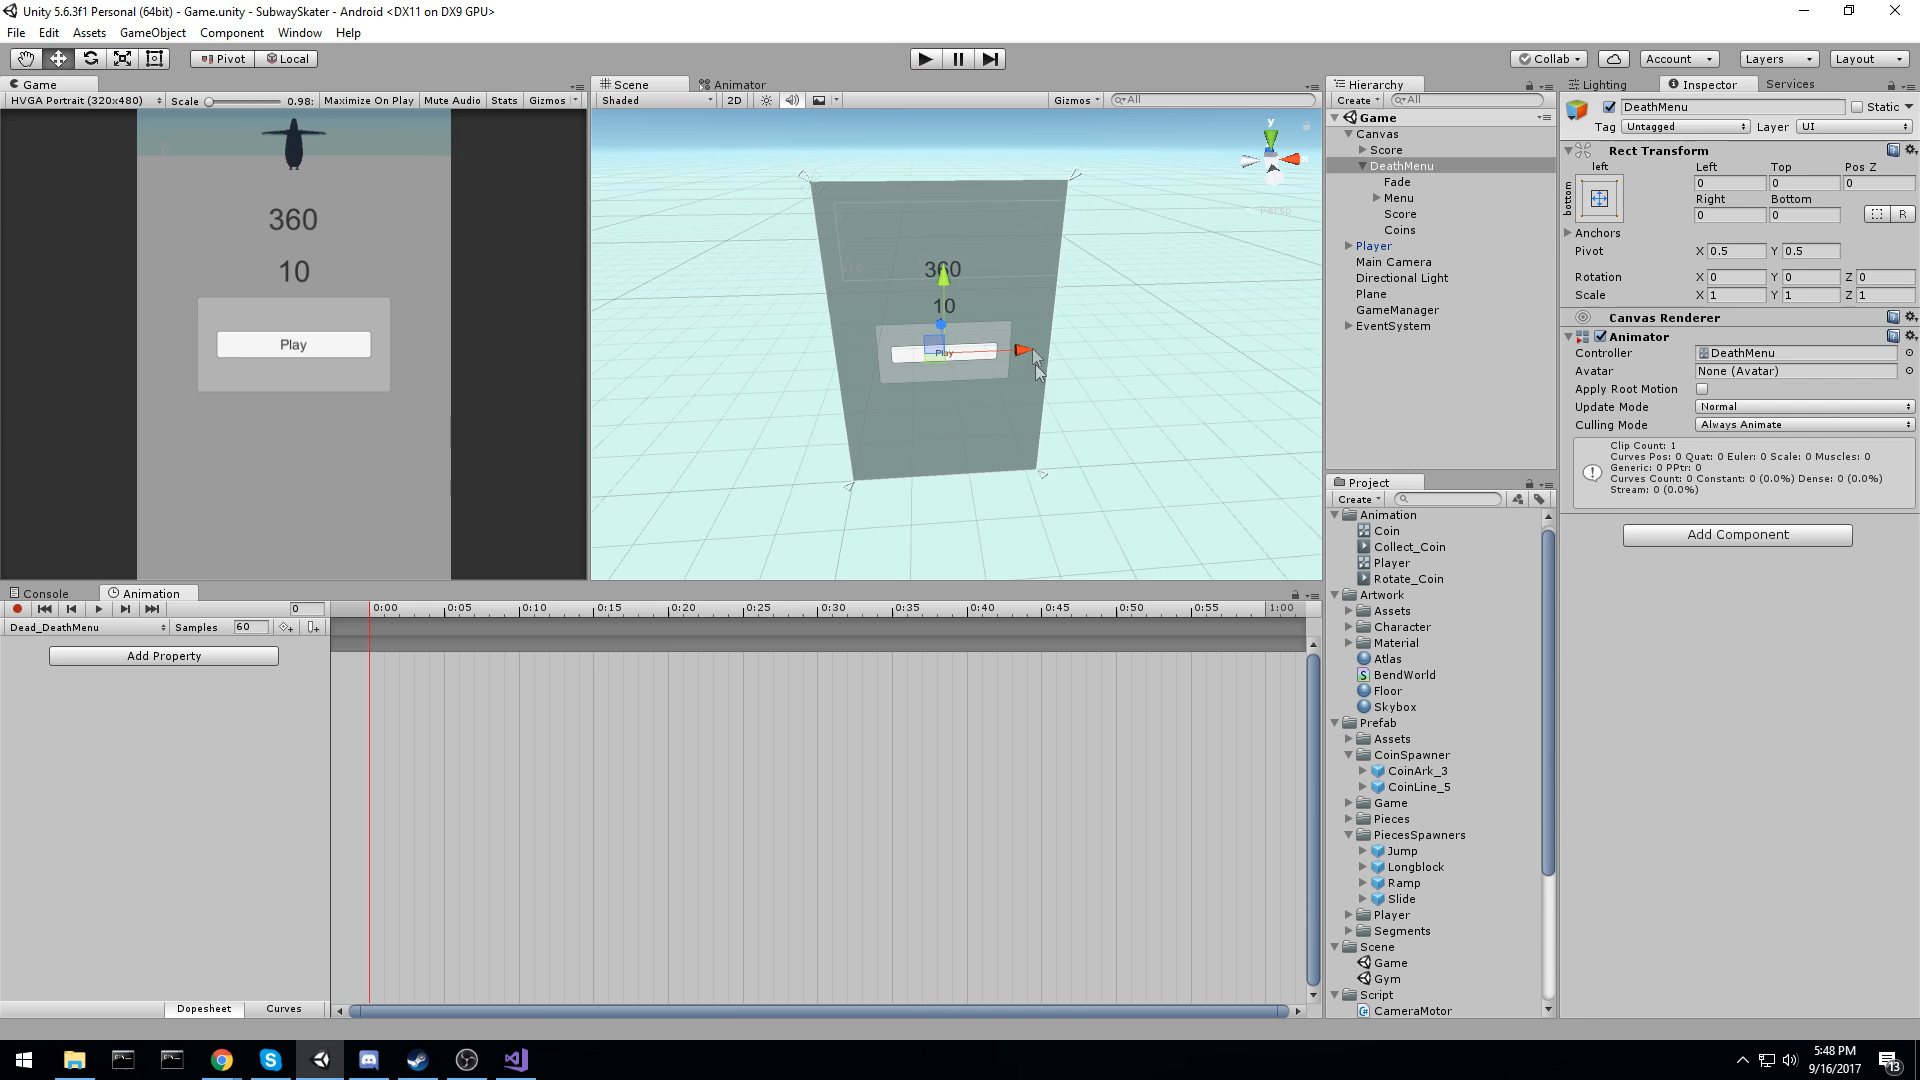 Unity 5.6.3f1 Personal (64bit) - Game.unity - SubwaySkater - Android <DX11 on DX9 GPU>
File Edit Assets GameObject Component Window Help
Pivot Local Collab Account Layers Layout
Game
HVGA Portrait (320x480) Scale 0.98: Maximize On Play Mute Audio Stats Gizmos
360
10
Play
Scene Animator
Shaded 2D Gizmos All
y
Persp
360
10
Play
Hierarchy
Create All
Game
Canvas
Score
DeathMenu
Fade
Menu
Score
Coins
Player
Main Camera
Directional Light
Plane
GameManager
EventSystem
Project
Create
Animation
Coin
Collect_Coin
Player
Rotate_Coin
Artwork
Assets
Character
Material
Atlas
BendWorld
Floor
Skybox
Prefab
Assets
CoinSpawner
CoinArk_3
CoinLine_5
Game
Pieces
PiecesSpawners
Jump
Longblock
Ramp
Slide
Player
Segments
Scene
Game
Gym
Script
CameraMotor
Lighting Inspector Services
DeathMenu Static
Tag Untagged Layer UI
Rect Transform
left Left Top Pos Z
bottom 0 0 0
Right Bottom
0 0 R
Anchors
Pivot X 0.5 Y 0.5
Rotation X 0 Y 0 Z 0
Scale X 1 Y 1 Z 1
Canvas Renderer
Animator
Controller DeathMenu
Avatar None (Avatar)
Apply Root Motion
Update Mode Normal
Culling Mode Always Animate
Clip Count: 1
Curves Pos: 0 Quat: 0 Euler: 0 Scale: 0 Muscles: 0
Generic: 0 PPtr: 0
Curves Count: 0 Constant: 0 (0.0%) Dense: 0 (0.0%)
Stream: 0 (0.0%)
Add Component
Console Animation
0 0:00 0:05 0:10 0:15 0:20 0:25 0:30 0:35 0:40 0:45 0:50 0:55 1:00
Dead_DeathMenu Samples 60
Add Property
Dopesheet Curves
5:48 PM
9/16/2017
13